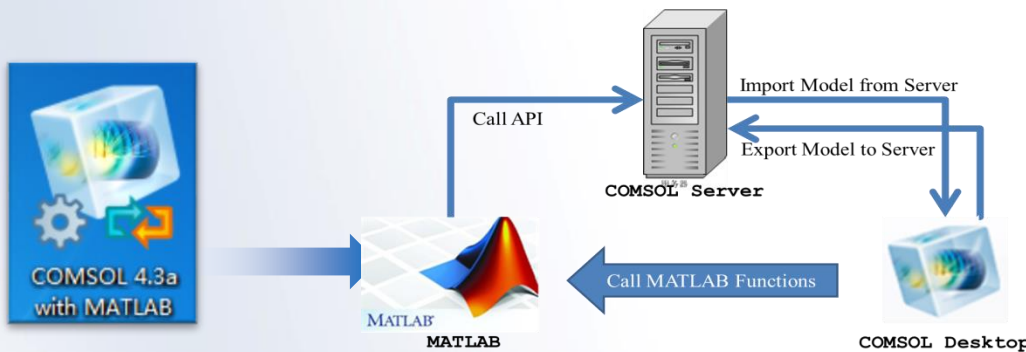 Import Model from Server
Call API
Export Model to Server
COMSOL Server
COMSOL 4.3a
with MATLAB
Call MATLAB Functions
MATLAB
MATLAB
COMSOL Desktop